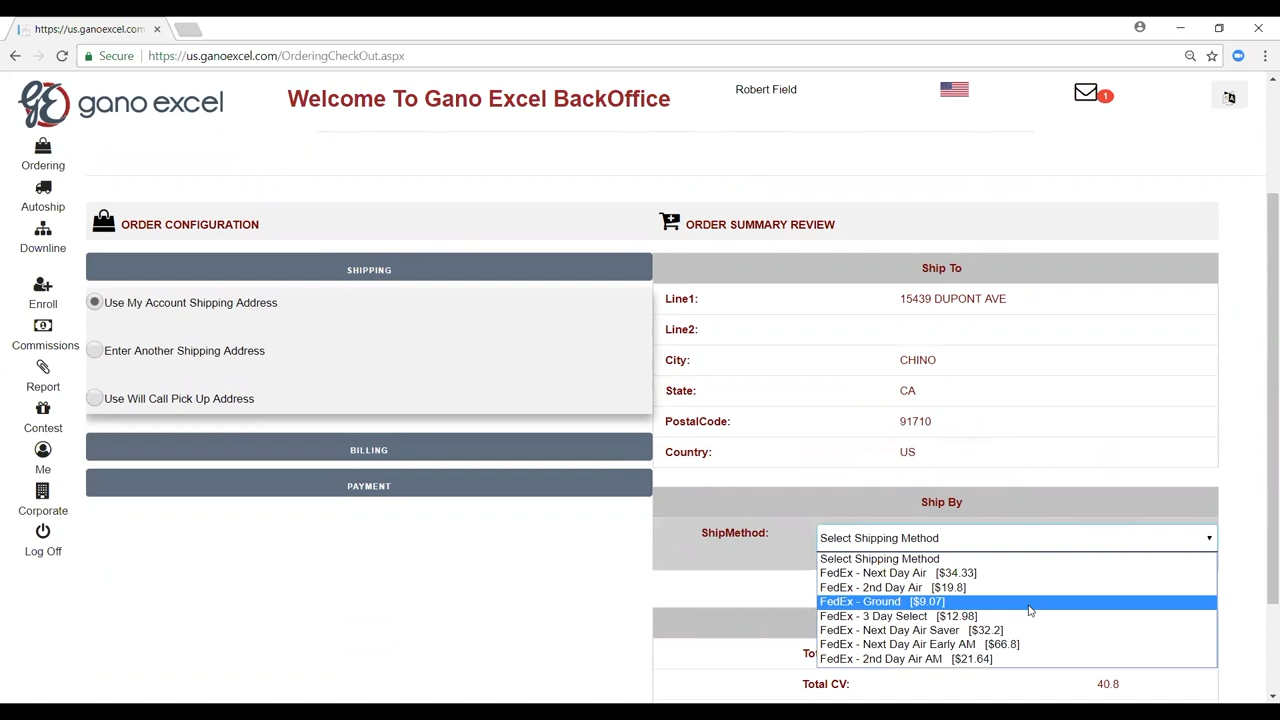 https://us.ganoexcel.com
Secure https://us.ganoexcel.com/OrderingCheckOut.aspx
gano excel
Welcome To Gano Excel BackOffice
Robert Field
1
Ordering
Autoship
Downline
Enroll
Commissions
Report
Contest
Me
Corporate
Log Off
ORDER CONFIGURATION
SHIPPING
Use My Account Shipping Address
Enter Another Shipping Address
Use Will Call Pick Up Address
BILLING
PAYMENT
ORDER SUMMARY REVIEW
Ship To
Line1: 15439 DUPONT AVE
Line2:
City: CHINO
State: CA
PostalCode: 91710
Country: US
Ship By
ShipMethod: Select Shipping Method
Select Shipping Method
FedEx - Next Day Air [$34.33]
FedEx - 2nd Day Air [$19.8]
FedEx - Ground [$9.07]
FedEx - 3 Day Select [$12.98]
FedEx - Next Day Air Saver [$32.2]
FedEx - Next Day Air Early AM [$66.8]
FedEx - 2nd Day Air AM [$21.64]
Total CV: 40.8